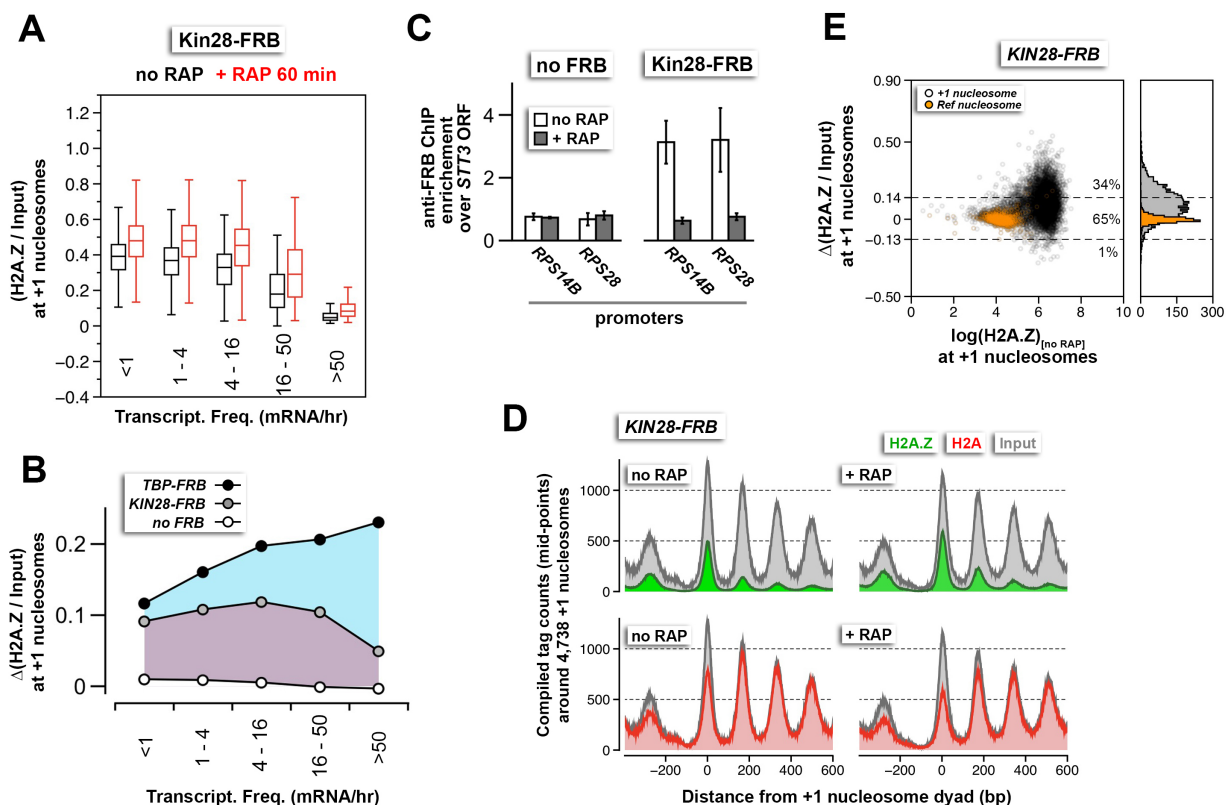 A
Kin28-FRB
no RAP + RAP 60 min
(H2A.Z / Input)
at +1 nucleosomes
1.2
1.0
0.8
0.6
0.4
0.2
0
−0.2
−0.4
<1
1 - 4
4 - 16
16 - 50
>50
Transcript. Freq. (mRNA/hr)
B
TBP-FRB
KIN28-FRB
no FRB
Δ(H2A.Z / Input)
at +1 nucleosomes
0.2
0.1
0
<1
1 - 4
4 - 16
16 - 50
>50
Transcript. Freq. (mRNA/hr)
C
no FRB
Kin28-FRB
no RAP
+ RAP
anti-FRB ChIP
enrichement
over STT3 ORF
4
2
0
RPS14B
RPS28
RPS14B
RPS28
promoters
D
KIN28-FRB
H2A.Z H2A Input
no RAP
+ RAP
no RAP
+ RAP
Compiled tag counts (mid-points)
around 4,738 +1 nucleosomes
1000
500
0
1000
500
0
−200 0 200 400 600
−200 0 200 400 600
Distance from +1 nucleosome dyad (bp)
E
KIN28-FRB
+1 nucleosome
Ref nucleosome
Δ(H2A.Z / Input)
at +1 nucleosomes
0.90
0.50
0.14
0
−0.13
−0.50
34%
65%
1%
0 2 4 6 8 10
0 150 300
log(H2A.Z)[no RAP]
at +1 nucleosomes